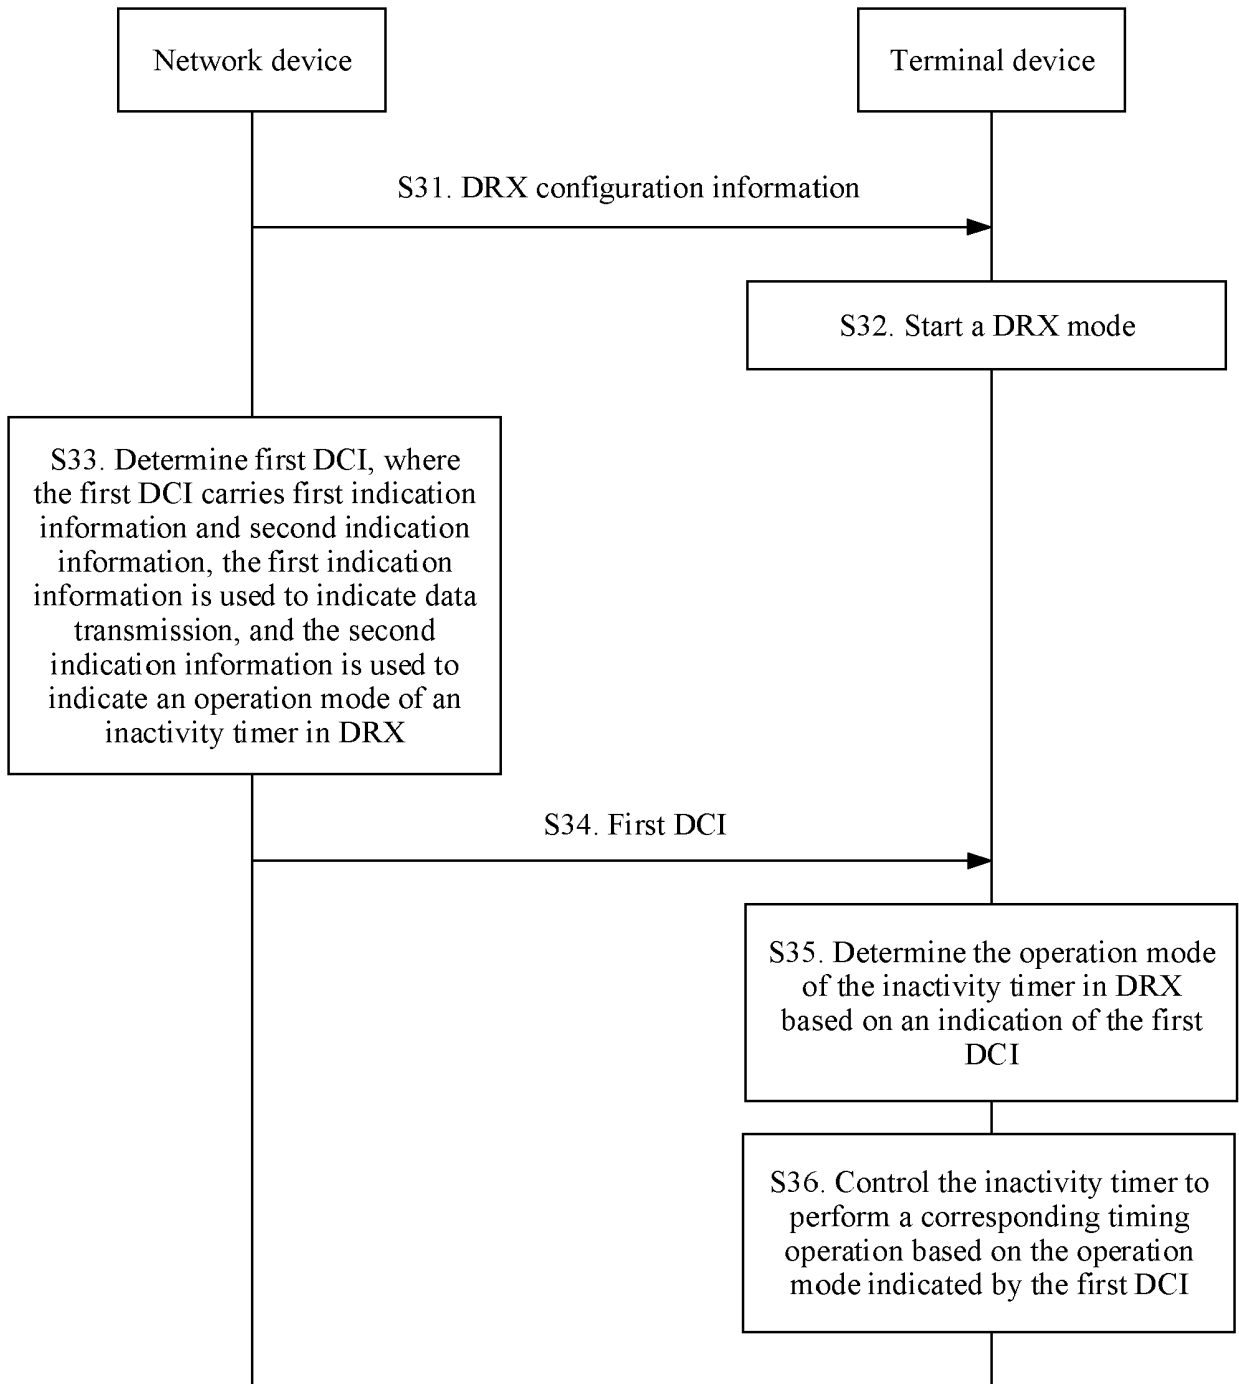 Network device
Terminal device
S31. DRX configuration information
S32. Start a DRX mode
S33. Determine first DCI, where
the first DCI carries first indication
information and second indication
information, the first indication
information is used to indicate data
transmission, and the second
indication information is used to
indicate an operation mode of an
inactivity timer in DRX
S34. First DCI
S35. Determine the operation mode
of the inactivity timer in DRX
based on an indication of the first
DCI
S36. Control the inactivity timer to
perform a corresponding timing
operation based on the operation
mode indicated by the first DCI